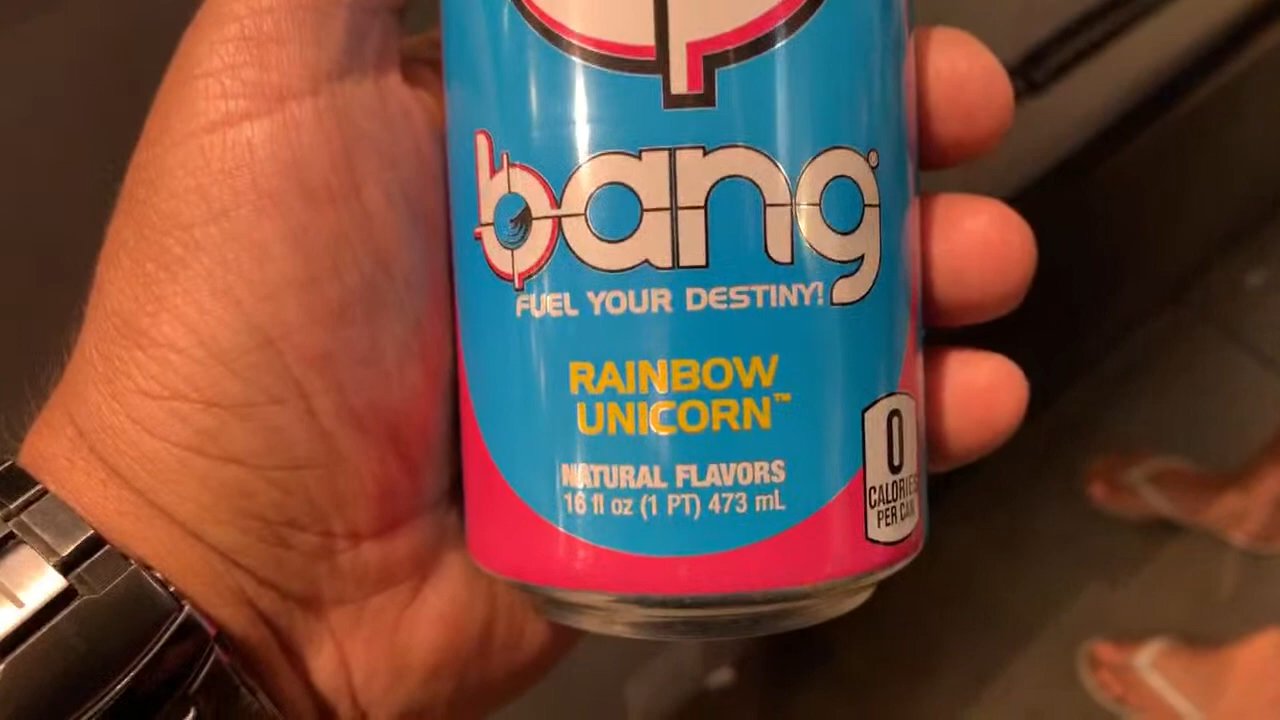 bang®
FUEL YOUR DESTINY!
RAINBOW
UNICORN™
NATURAL FLAVORS
16 fl oz (1 PT) 473 mL
0
CALORIES
PER CAN